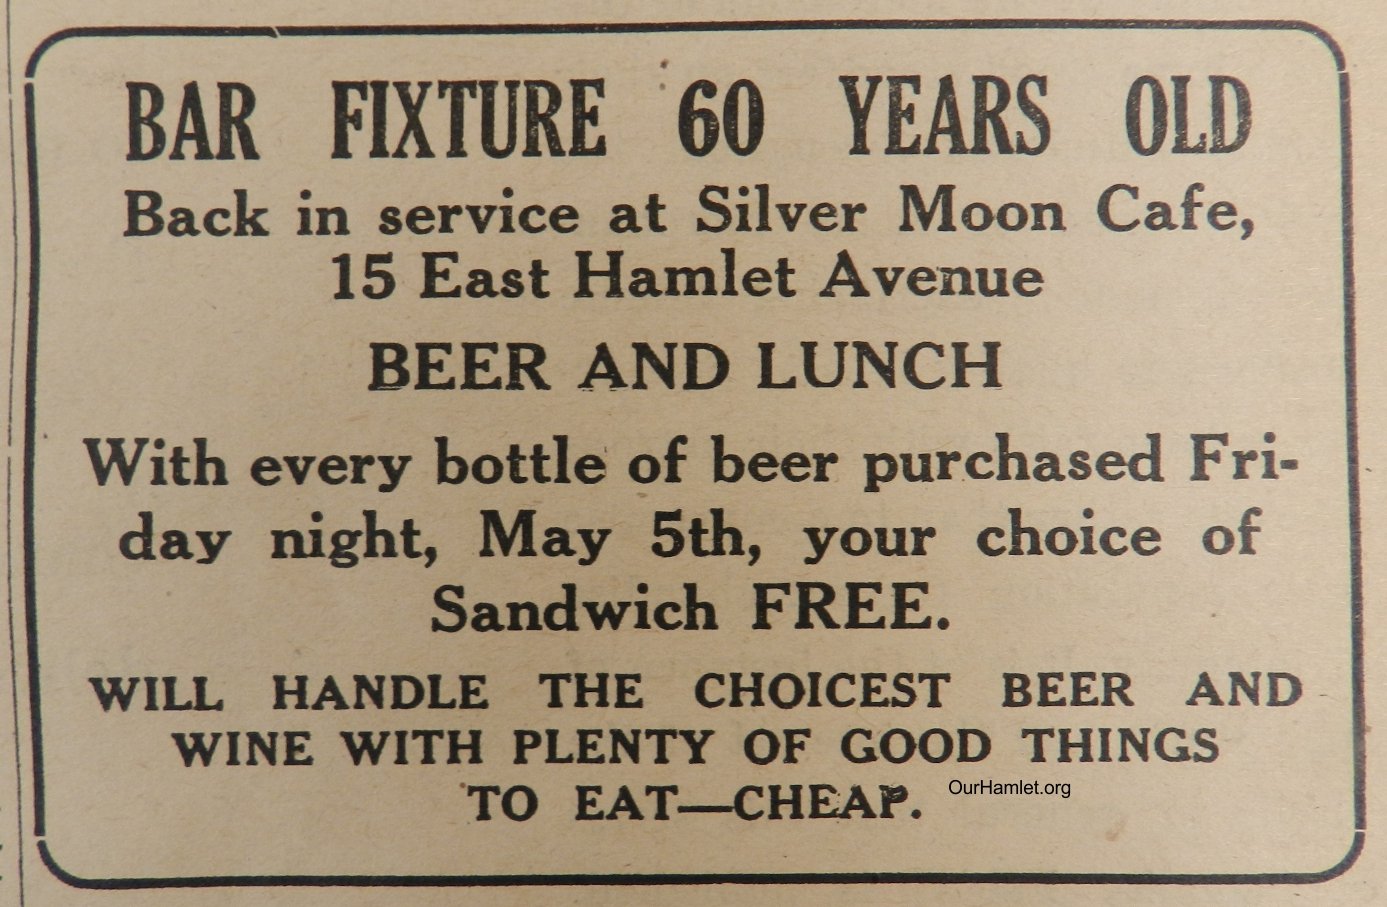 BAR FIXTURE 60 YEARS OLD
Back in service at Silver Moon Cafe,
15 East Hamlet Avenue
BEER AND LUNCH
With every bottle of beer purchased Fri-
day night, May 5th, your choice of
Sandwich FREE.
WILL HANDLE THE CHOICEST BEER AND
WINE WITH PLENTY OF GOOD THINGS
TO EAT—CHEAP.
OurHamlet.org